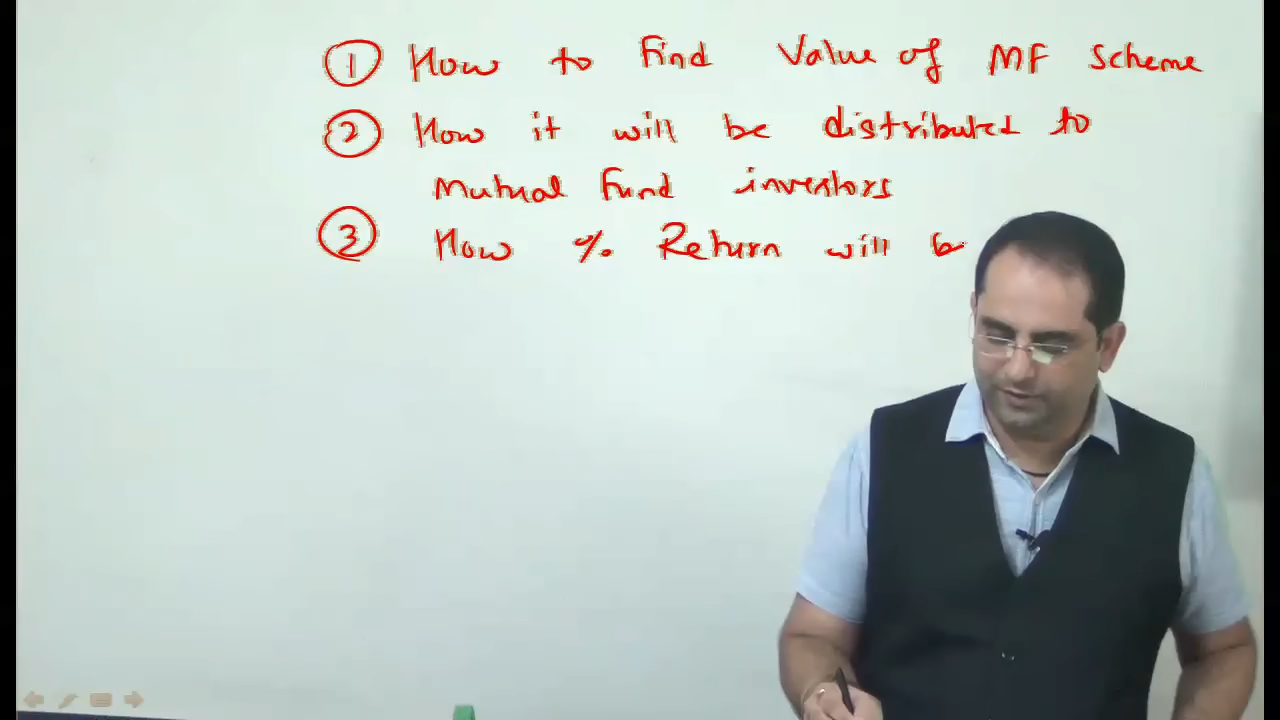 1 How to Find Value of MF Scheme
2 How it will be distributed to
Mutual Fund investors
3 How % Return will be